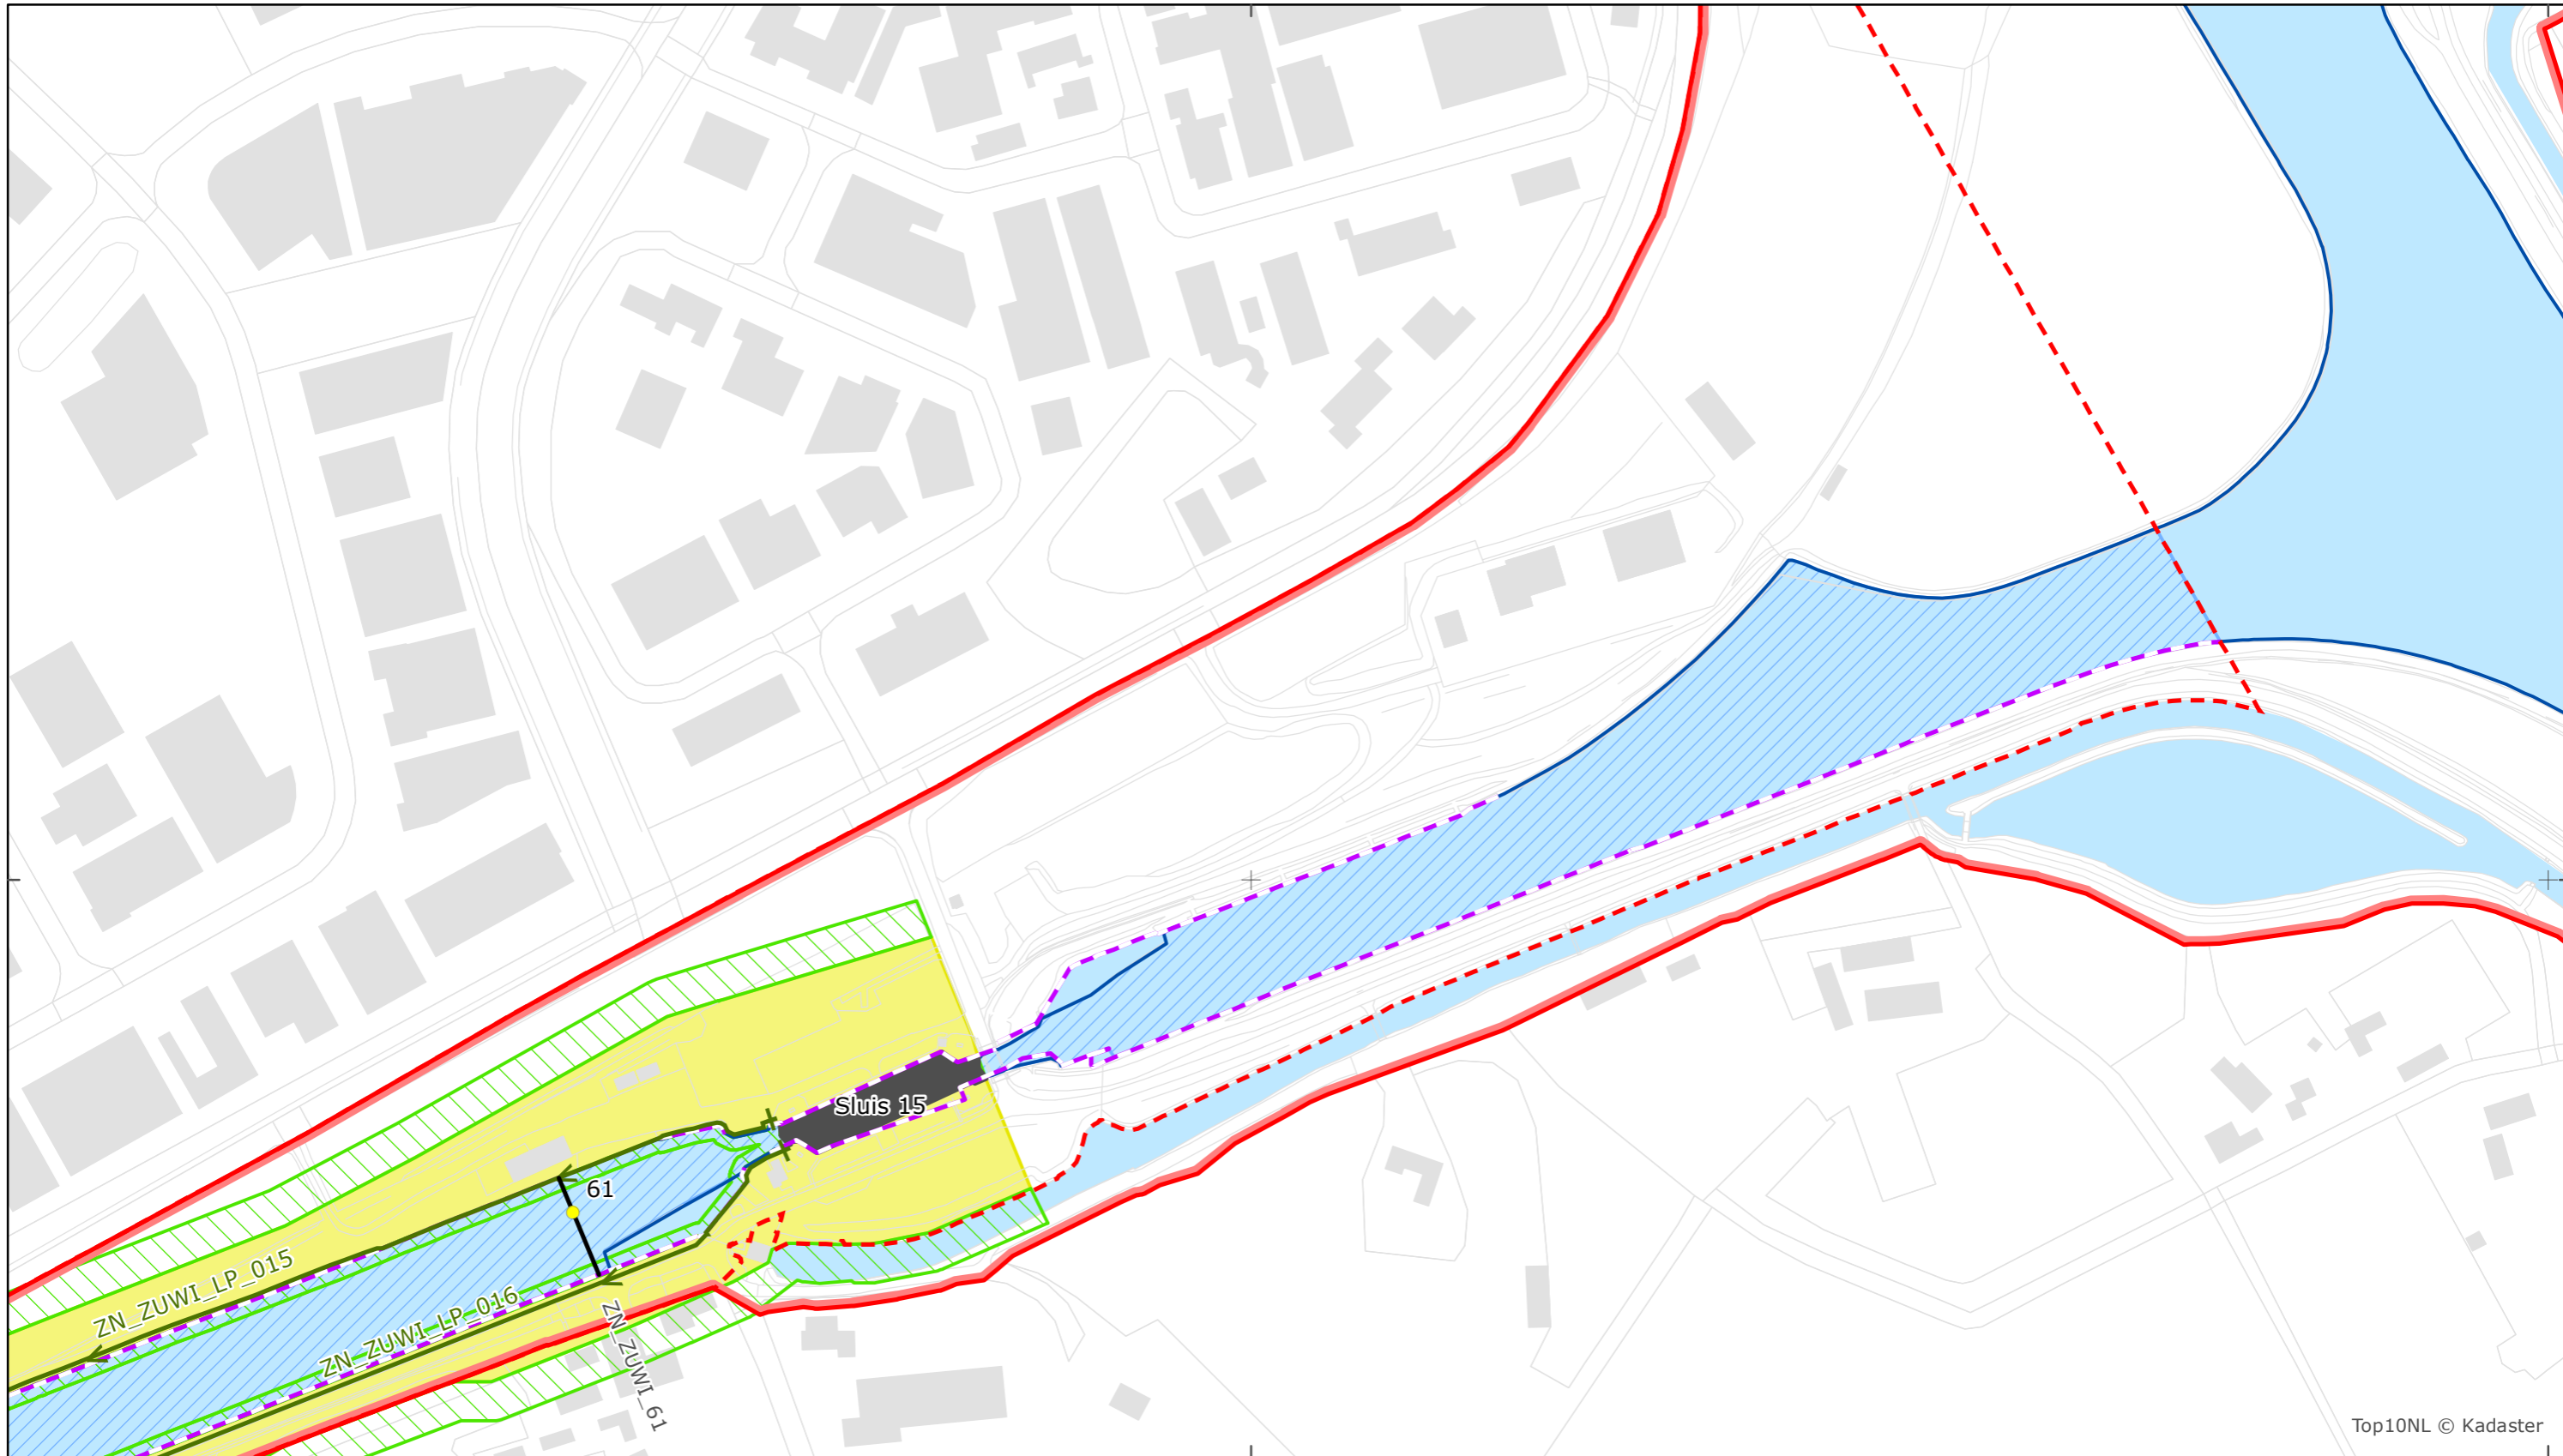 Sluis 15
61
ZN_ZUWI_LP_015
ZN_ZUWI_LP_016
ZN_ZUWI_61
Top10NL © Kadaster